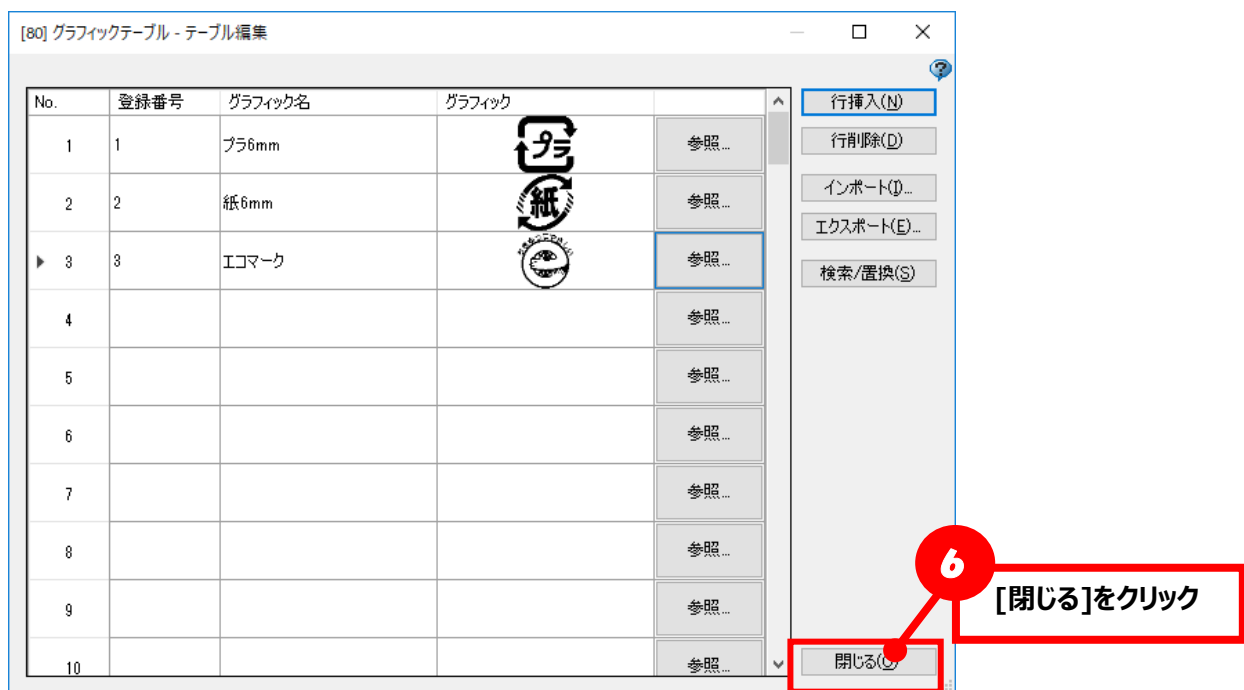 [80] グラフィックテーブル - テーブル編集
No. 登録番号 グラフィック名 グラフィック 行挿入(N)
1 1 プラ6mm プラ 参照... 行削除(D)
インポート(I)...
2 2 紙6mm 紙 参照...
エクスポート(E)...
3 3 エコマーク 参照... 検索/置換(S)
4 参照...
5 参照...
6 参照...
7 参照...
8 参照...
6
[閉じる]をクリック
9 参照...
10 参照... 閉じる(